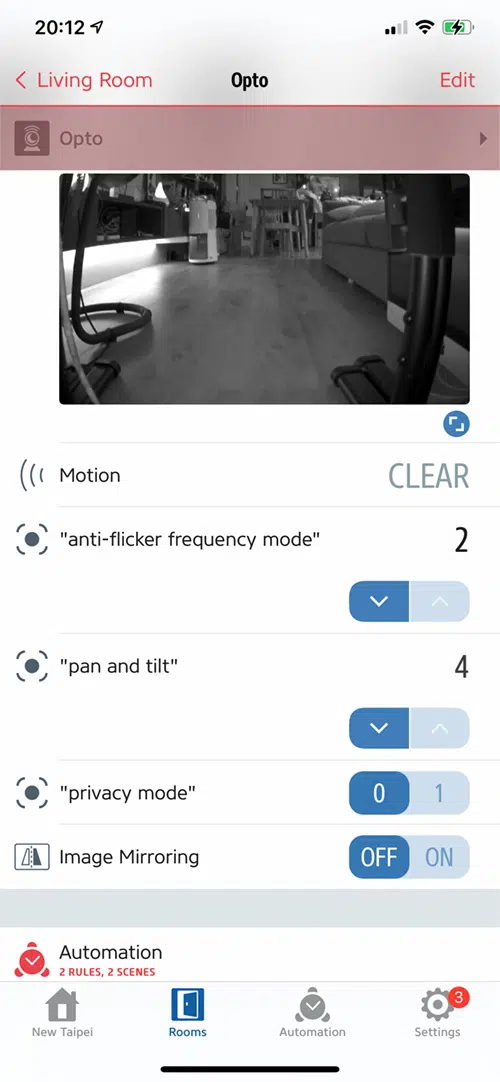 20:12
Living Room
Opto
Edit
Opto
Motion
CLEAR
"anti-flicker frequency mode"
2
"pan and tilt"
4
"privacy mode"
0
1
Image Mirroring
OFF
ON
Automation
2 RULES, 2 SCENES
New Taipei
Rooms
Automation
3
Settings